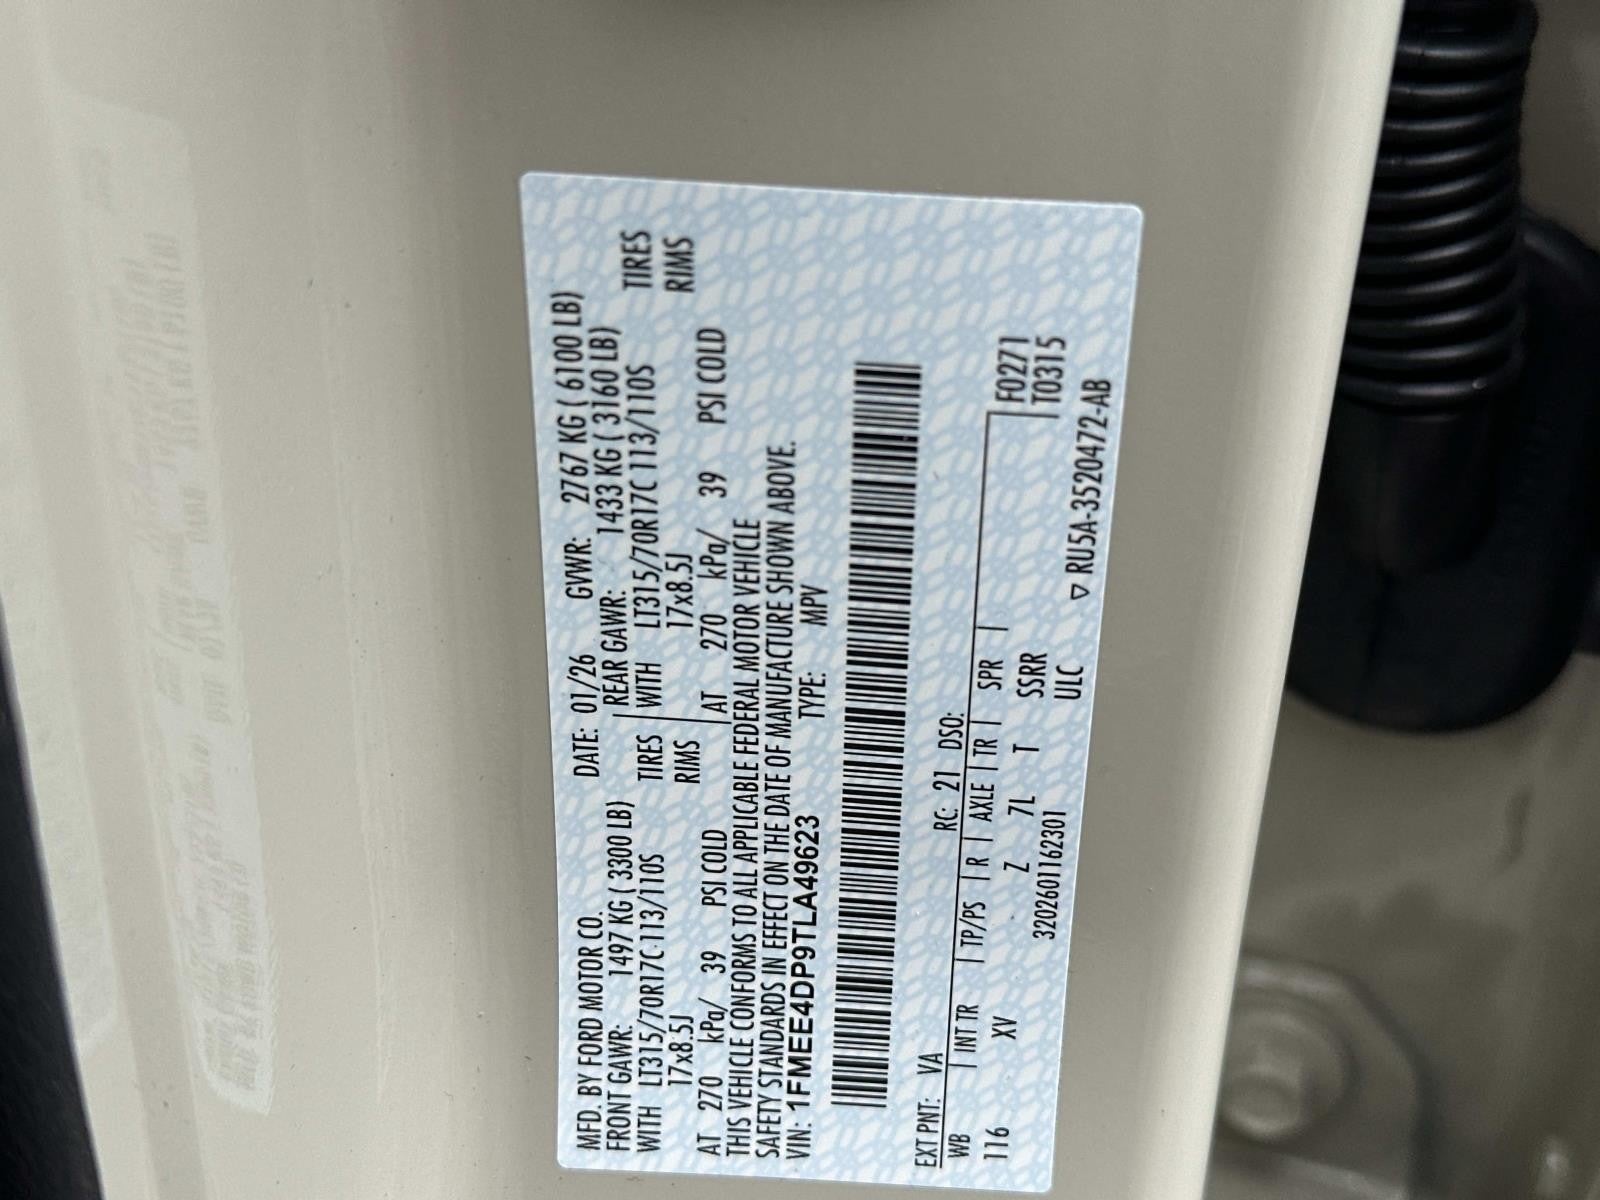 MFD. BY FORD MOTOR CO. DATE: 01/26 GVWR: 2767 KG ( 6100 LB)
FRONT GAWR: 1497 KG ( 3300 LB) REAR GAWR: 1433 KG ( 3160 LB)
WITH LT315/70R17C 113/110S TIRES WITH LT315/70R17C 113/110S TIRES
17x8.5J RIMS 17x8.5J RIMS
AT 270 kPa/ 39 PSI COLD AT 270 kPa/ 39 PSI COLD
THIS VEHICLE CONFORMS TO ALL APPLICABLE FEDERAL MOTOR VEHICLE
SAFETY STANDARDS IN EFFECT ON THE DATE OF MANUFACTURE SHOWN ABOVE.
VIN: 1FMEE4DP9TLA49623 TYPE: MPV
EXT PNT: VA RC: 21 DSO:
WB INT TR TP/PS R AXLE TR SPR F0271
116 XV Z 7L T SSRR T0315
3202601162301 ULC ▽ RU5A-3520472-AB